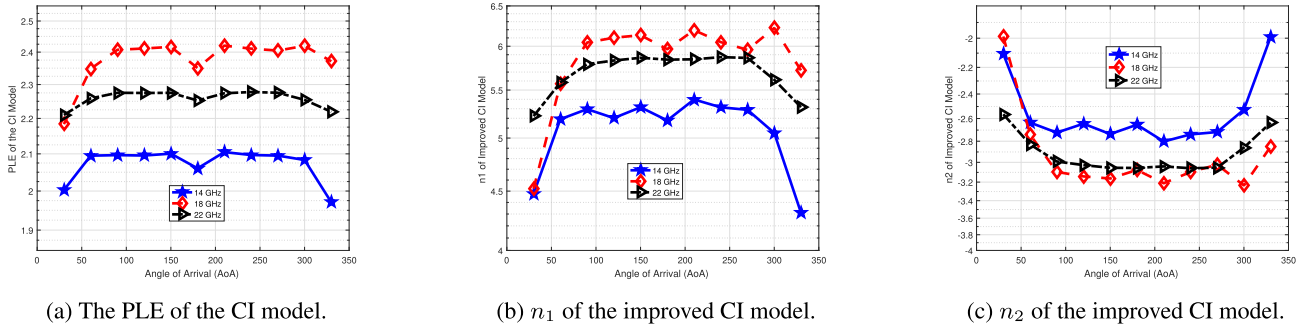 2.5
2.4
2.3
2.2
2.1
2
1.9
PLE of the CI Model
14 GHz
18 GHz
22 GHz
0 50 100 150 200 250 300 350
Angle of Arrival (AoA)
(a) The PLE of the CI model.
6.5
6
5.5
5
4.5
4
n1 of Improved CI Model
14 GHz
18 GHz
22 GHz
0 50 100 150 200 250 300 350
Angle of Arrival (AoA)
(b) n₁ of the improved CI model.
-2
-2.2
-2.4
-2.6
-2.8
-3
-3.2
-3.4
-3.6
-3.8
-4
n2 of Improved CI Model
14 GHz
18 GHz
22 GHz
0 50 100 150 200 250 300 350
Angle of Arrival (AoA)
(c) n₂ of the improved CI model.